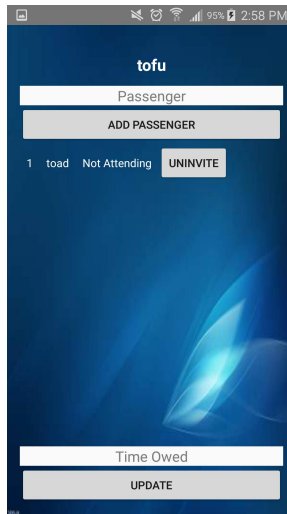 95% 2:58 PM
tofu
Passenger
ADD PASSENGER
1 toad Not Attending UNINVITE
Time Owed
UPDATE